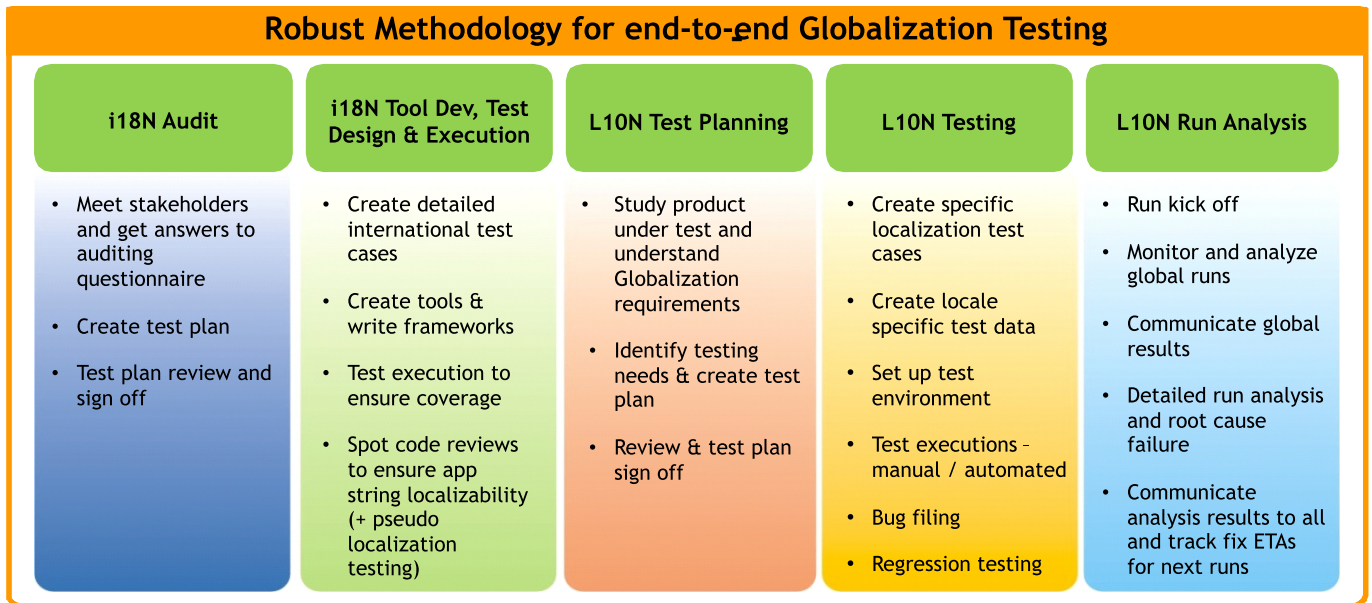 Robust Methodology for end-to-end Globalization Testing
i18N Audit
• Meet stakeholders
and get answers to
auditing
questionnaire
• Create test plan
• Test plan review and
sign off
i18N Tool Dev, Test
Design & Execution
• Create detailed
international test
cases
• Create tools &
write frameworks
• Test execution to
ensure coverage
• Spot code reviews
to ensure app
string localizability
(+ pseudo
localization
testing)
L10N Test Planning
• Study product
under test and
understand
Globalization
requirements
• Identify testing
needs & create test
plan
• Review & test plan
sign off
L10N Testing
• Create specific
localization test
cases
• Create locale
specific test data
• Set up test
environment
• Test executions –
manual / automated
• Bug filing
• Regression testing
L10N Run Analysis
• Run kick off
• Monitor and analyze
global runs
• Communicate global
results
• Detailed run analysis
and root cause
failure
• Communicate
analysis results to all
and track fix ETAs
for next runs